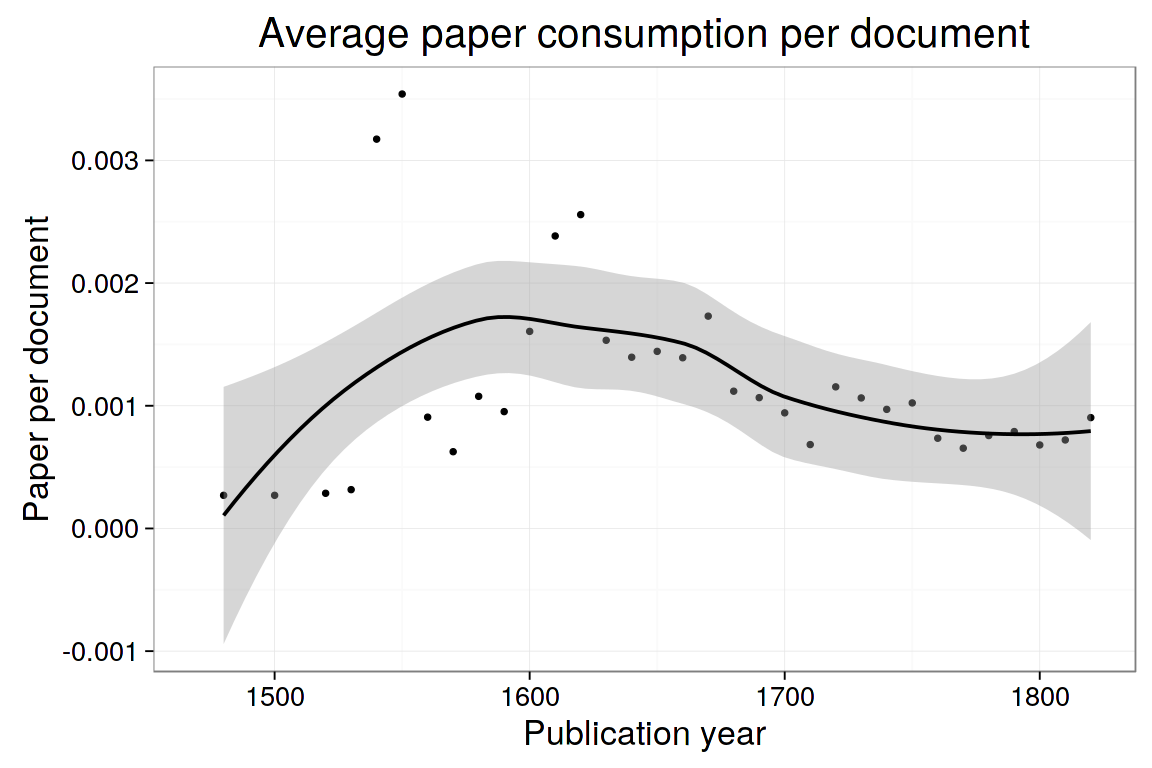 Average paper consumption per document
Paper per document
0.003
0.002
0.001
0.000
-0.001
1500 1600 1700 1800
Publication year